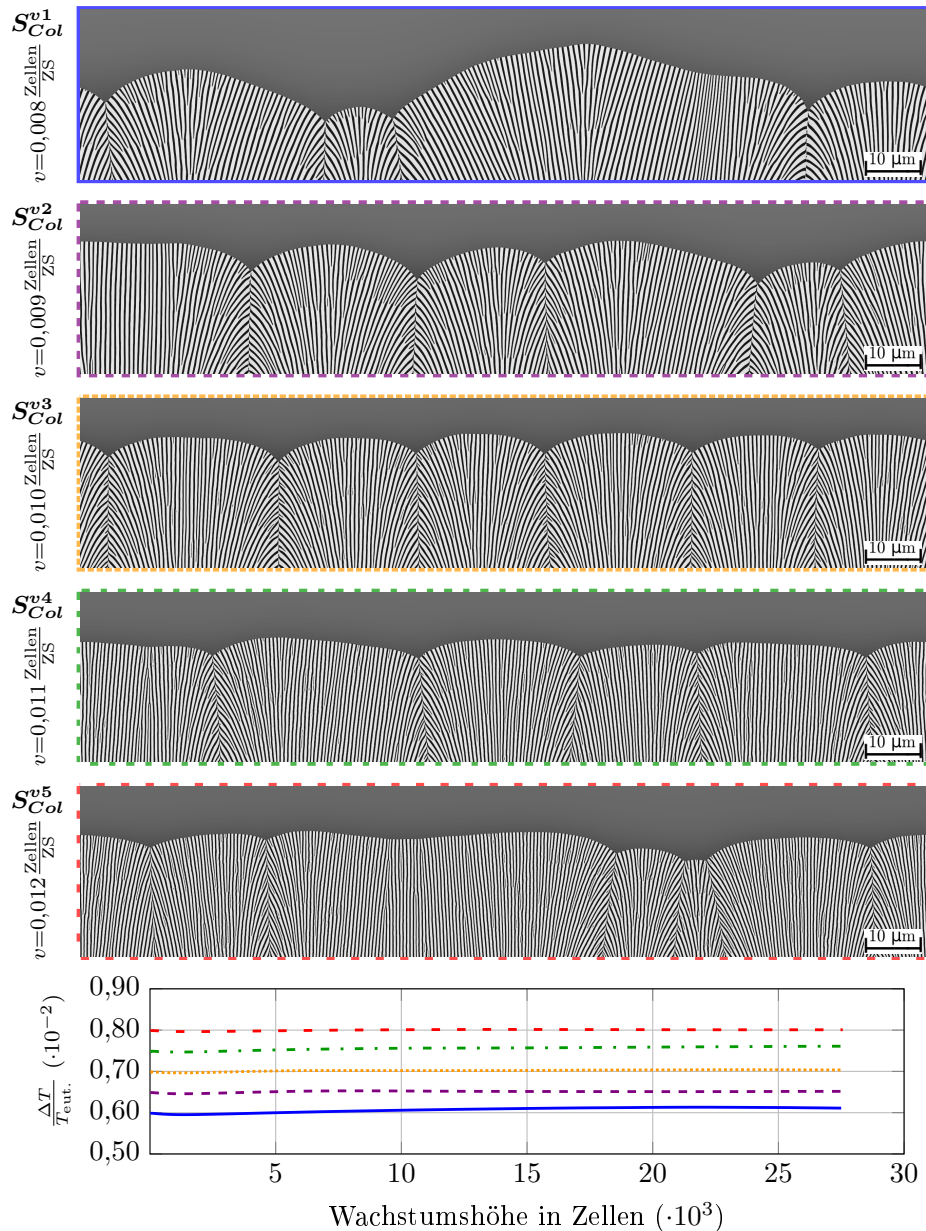 S^{v1}_{Col}
v=0,008 Zellen/ZS
10 µm
S^{v2}_{Col}
v=0,009 Zellen/ZS
10 µm
S^{v3}_{Col}
v=0,010 Zellen/ZS
10 µm
S^{v4}_{Col}
v=0,011 Zellen/ZS
10 µm
S^{v5}_{Col}
v=0,012 Zellen/ZS
10 µm
ΔT/T_{eut.} (·10^{−2})
0,90
0,80
0,70
0,60
0,50
5 10 15 20 25 30
Wachstumshöhe in Zellen (·10^3)